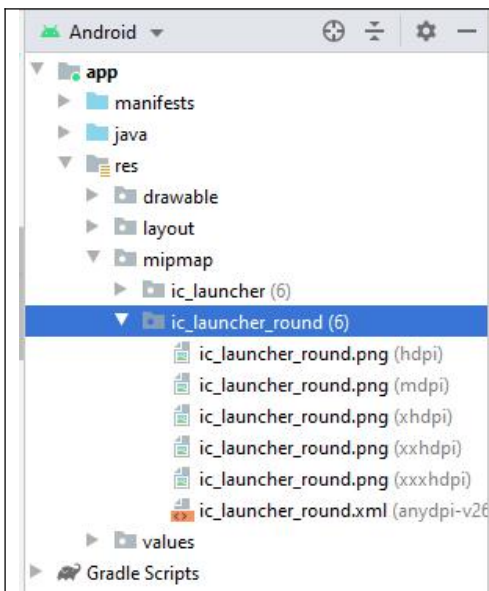 Android
app
manifests
java
res
drawable
layout
mipmap
ic_launcher (6)
ic_launcher_round (6)
ic_launcher_round.png (hdpi)
ic_launcher_round.png (mdpi)
ic_launcher_round.png (xhdpi)
ic_launcher_round.png (xxhdpi)
ic_launcher_round.png (xxxhdpi)
ic_launcher_round.xml (anydpi-v26
values
Gradle Scripts